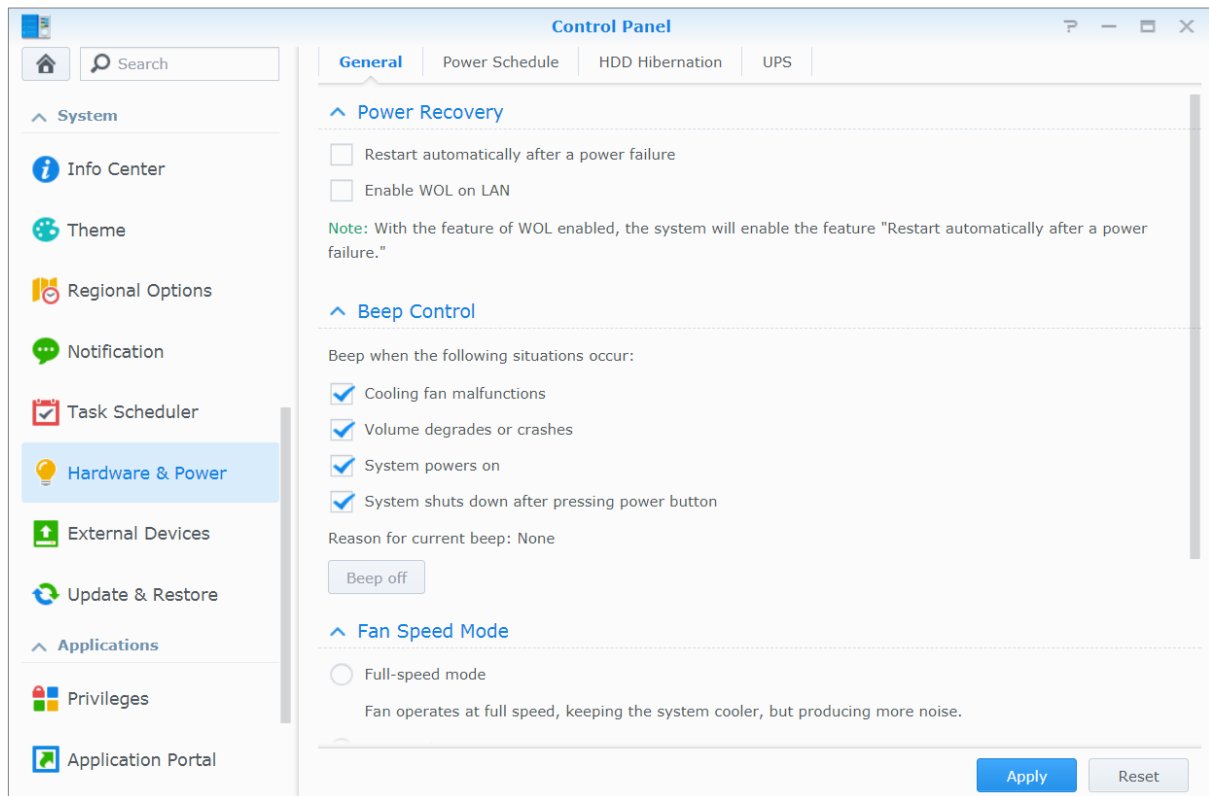 Control Panel
Search
System
Info Center
Theme
Regional Options
Notification
Task Scheduler
Hardware & Power
External Devices
Update & Restore
Applications
Privileges
Application Portal
General
Power Schedule
HDD Hibernation
UPS
Power Recovery
Restart automatically after a power failure
Enable WOL on LAN
Note: With the feature of WOL enabled, the system will enable the feature "Restart automatically after a power
failure."
Beep Control
Beep when the following situations occur:
Cooling fan malfunctions
Volume degrades or crashes
System powers on
System shuts down after pressing power button
Reason for current beep: None
Beep off
Fan Speed Mode
Full-speed mode
Fan operates at full speed, keeping the system cooler, but producing more noise.
Apply
Reset